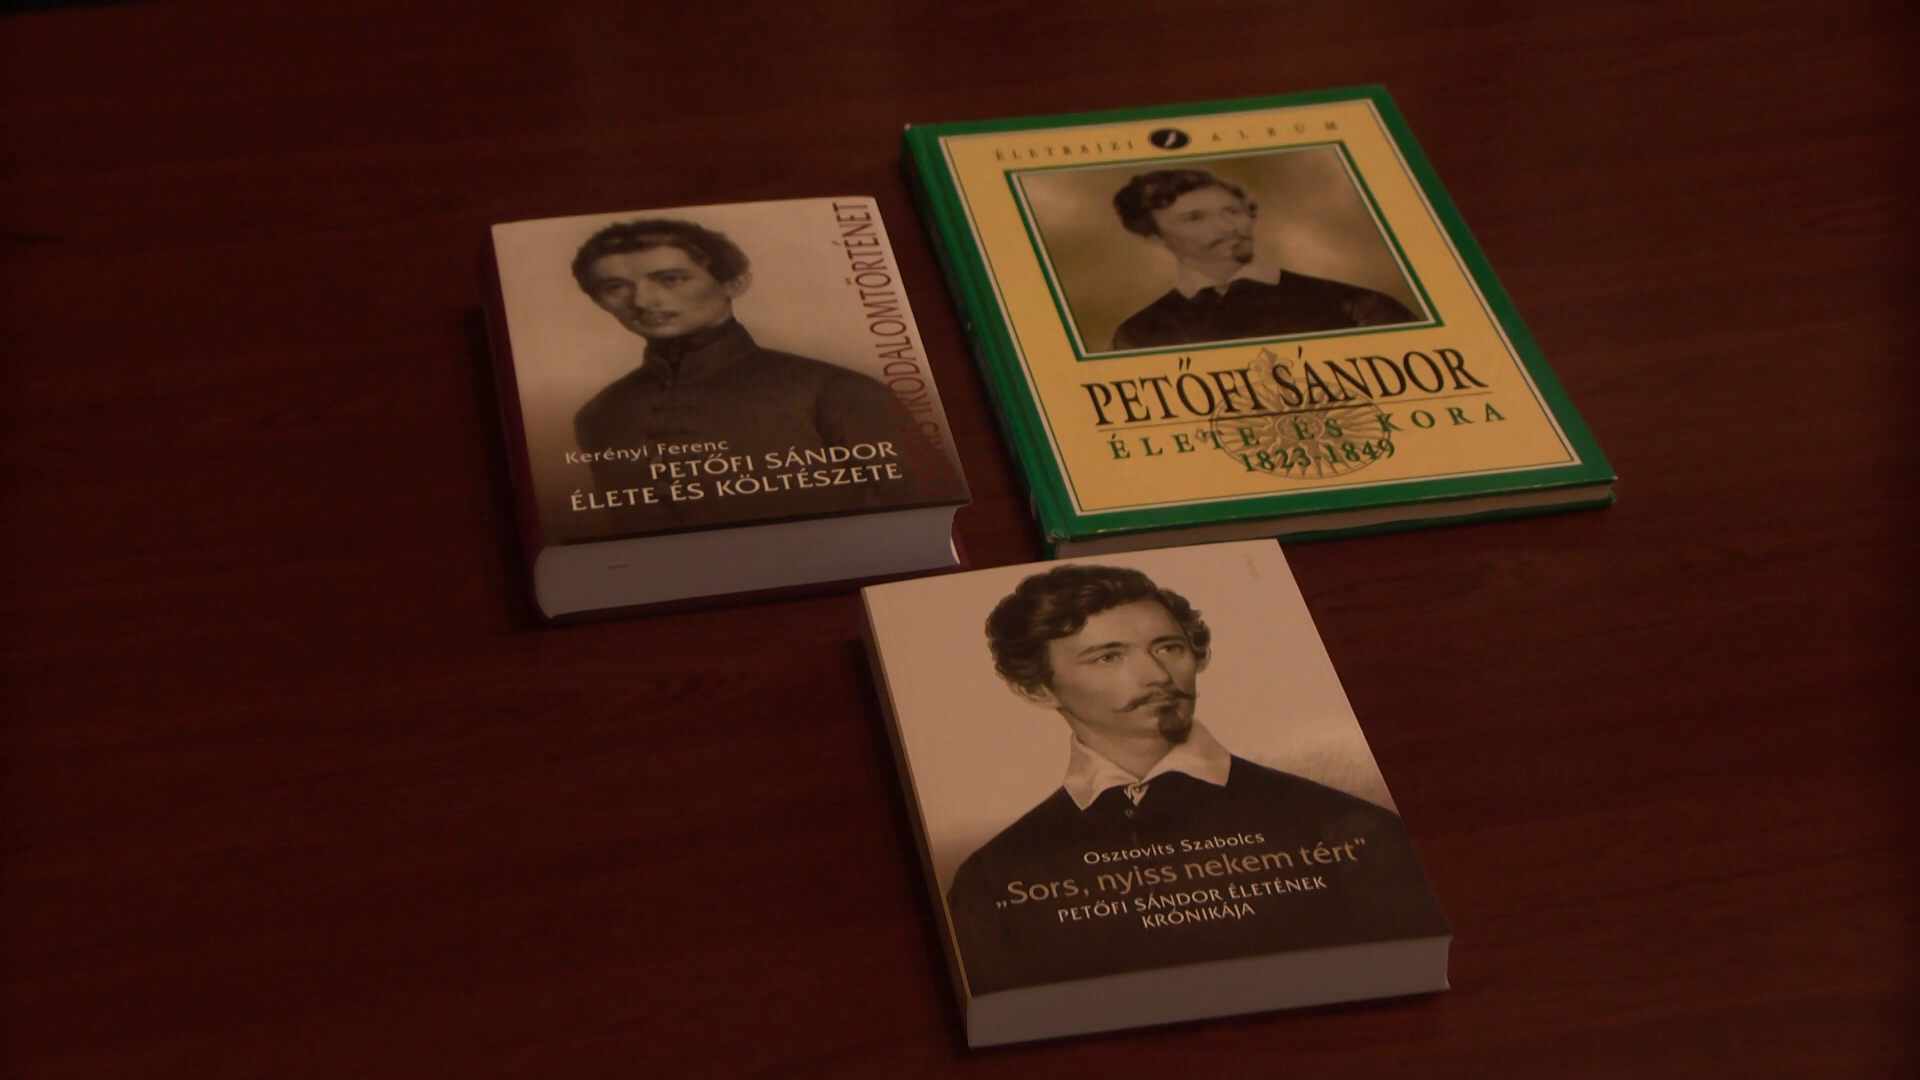 Kerényi Ferenc
PETŐFI SÁNDOR
ÉLETE ÉS KÖLTÉSZETE
IRODALOMTÖRTÉNET
ÉLETRAJZI ALBUM
PETŐFI SÁNDOR
ÉLETE ÉS KORA
1823-1849
Osztovits Szabolcs
„Sors, nyiss nekem tért”
PETŐFI SÁNDOR ÉLETÉNEK
KRÓNIKÁJA